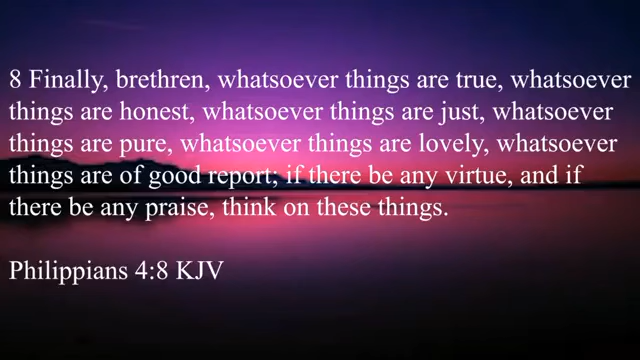 8 Finally, brethren, whatsoever things are true, whatsoever
things are honest, whatsoever things are just, whatsoever
things are pure, whatsoever things are lovely, whatsoever
things are of good report; if there be any virtue, and if
there be any praise, think on these things.
Philippians 4:8 KJV